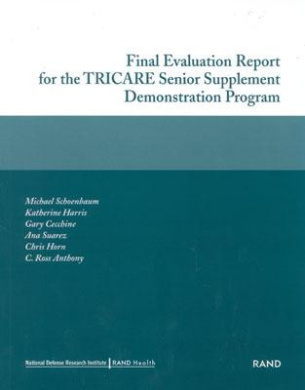 Final Evaluation Report
for the TRICARE Senior Supplement
Demonstration Program
Michael Schoenbaum
Katherine Harris
Gary Cecchine
Ana Suarez
Chris Horn
C. Ross Anthony
National Defense Research Institute | RAND Health
RAND